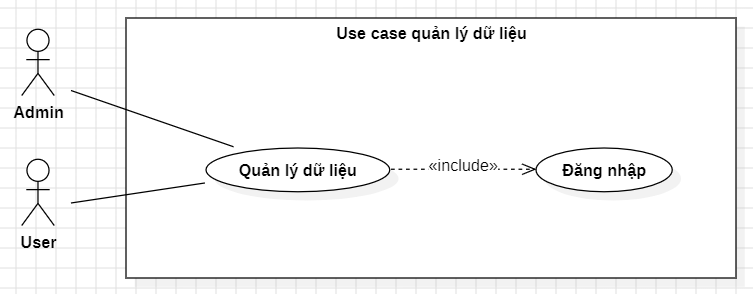 Use case quản lý dữ liệu
Admin
Quản lý dữ liệu
«include»
Đăng nhập
User